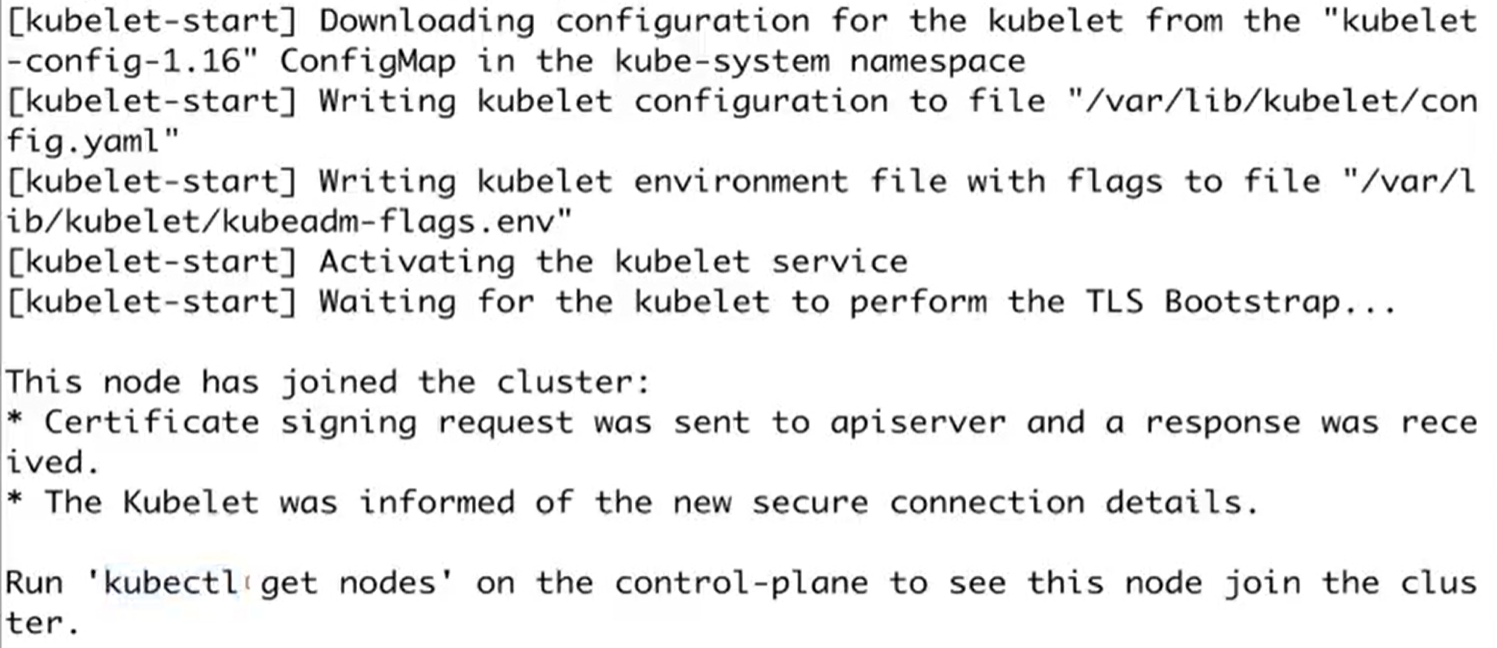 [kubelet-start] Downloading configuration for the kubelet from the "kubelet
-config-1.16" ConfigMap in the kube-system namespace
[kubelet-start] Writing kubelet configuration to file "/var/lib/kubelet/con
fig.yaml"
[kubelet-start] Writing kubelet environment file with flags to file "/var/l
ib/kubelet/kubeadm-flags.env"
[kubelet-start] Activating the kubelet service
[kubelet-start] Waiting for the kubelet to perform the TLS Bootstrap...
This node has joined the cluster:
* Certificate signing request was sent to apiserver and a response was rece
ived.
* The Kubelet was informed of the new secure connection details.
Run 'kubectl get nodes' on the control-plane to see this node join the clus
ter.